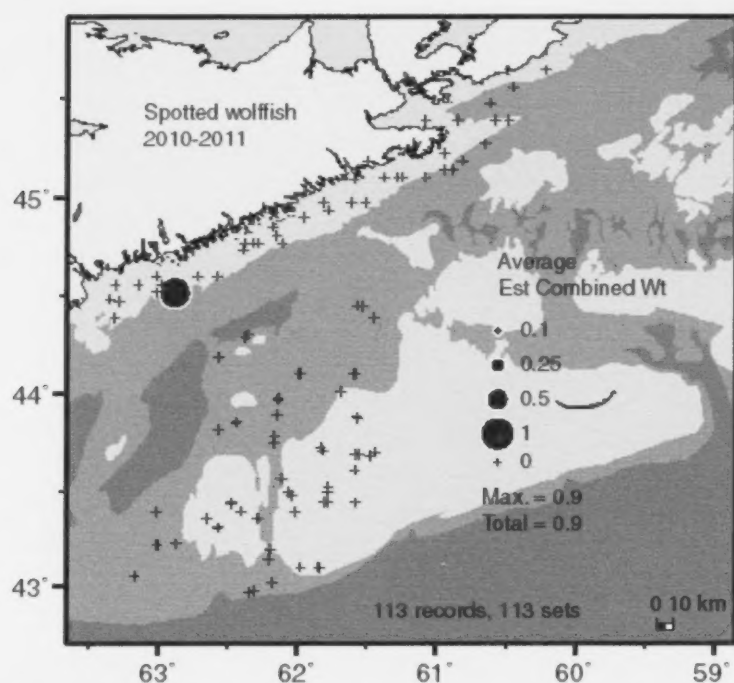 Spotted wolffish
2010-2011
45˚
44˚
43˚
Average
Est Combined Wt
0.1
0.25
0.5
1
0
Max. = 0.9
Total = 0.9
113 records, 113 sets
0 10 km
63˚
62˚
61˚
60˚
59˚